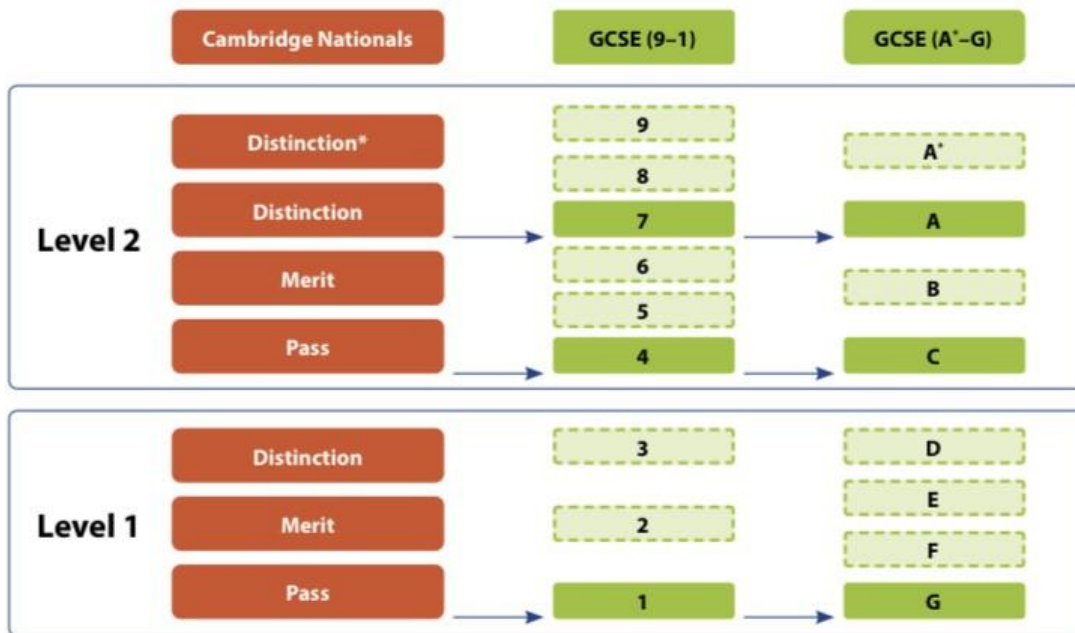 Cambridge Nationals
GCSE (9–1)
GCSE (A*–G)
Level 2
Distinction*
Distinction
Merit
Pass
9
8
7
6
5
4
A*
A
B
C
Level 1
Distinction
Merit
Pass
3
2
1
D
E
F
G